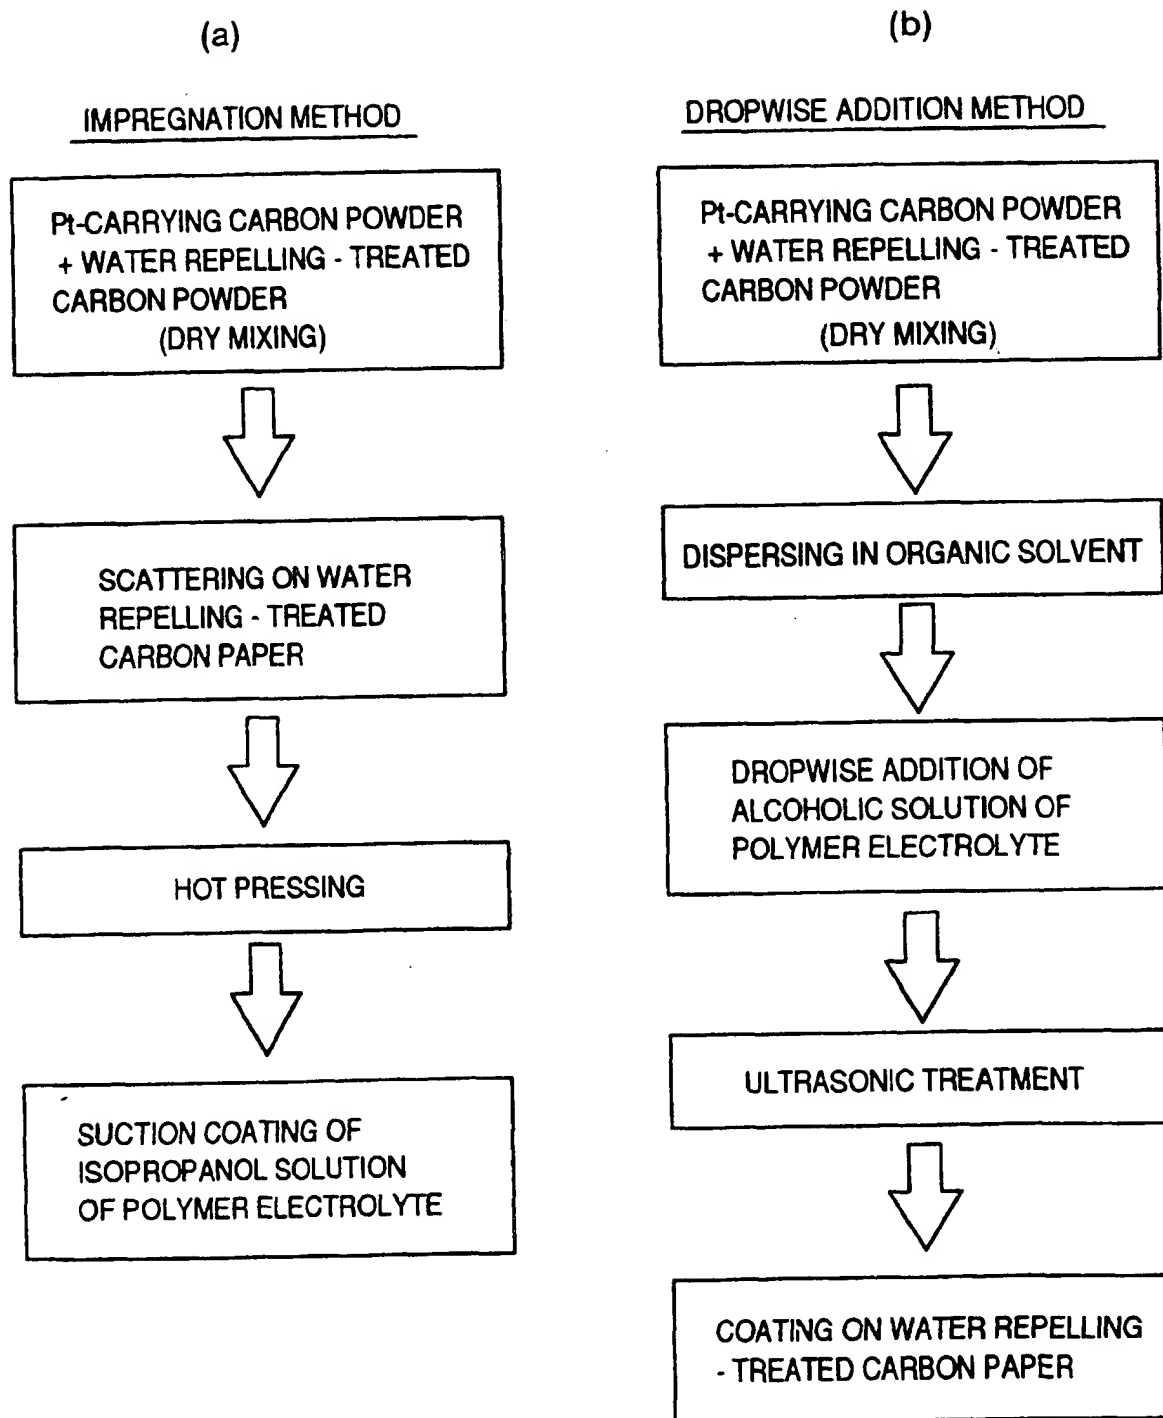 (a)
IMPREGNATION METHOD
Pt-CARRYING CARBON POWDER
+ WATER REPELLING - TREATED
CARBON POWDER
(DRY MIXING)
SCATTERING ON WATER
REPELLING - TREATED
CARBON PAPER
HOT PRESSING
SUCTION COATING OF
ISOPROPANOL SOLUTION
OF POLYMER ELECTROLYTE
(b)
DROPWISE ADDITION METHOD
Pt-CARRYING CARBON POWDER
+ WATER REPELLING - TREATED
CARBON POWDER
(DRY MIXING)
DISPERSING IN ORGANIC SOLVENT
DROPWISE ADDITION OF
ALCOHOLIC SOLUTION OF
POLYMER ELECTROLYTE
ULTRASONIC TREATMENT
COATING ON WATER REPELLING
- TREATED CARBON PAPER